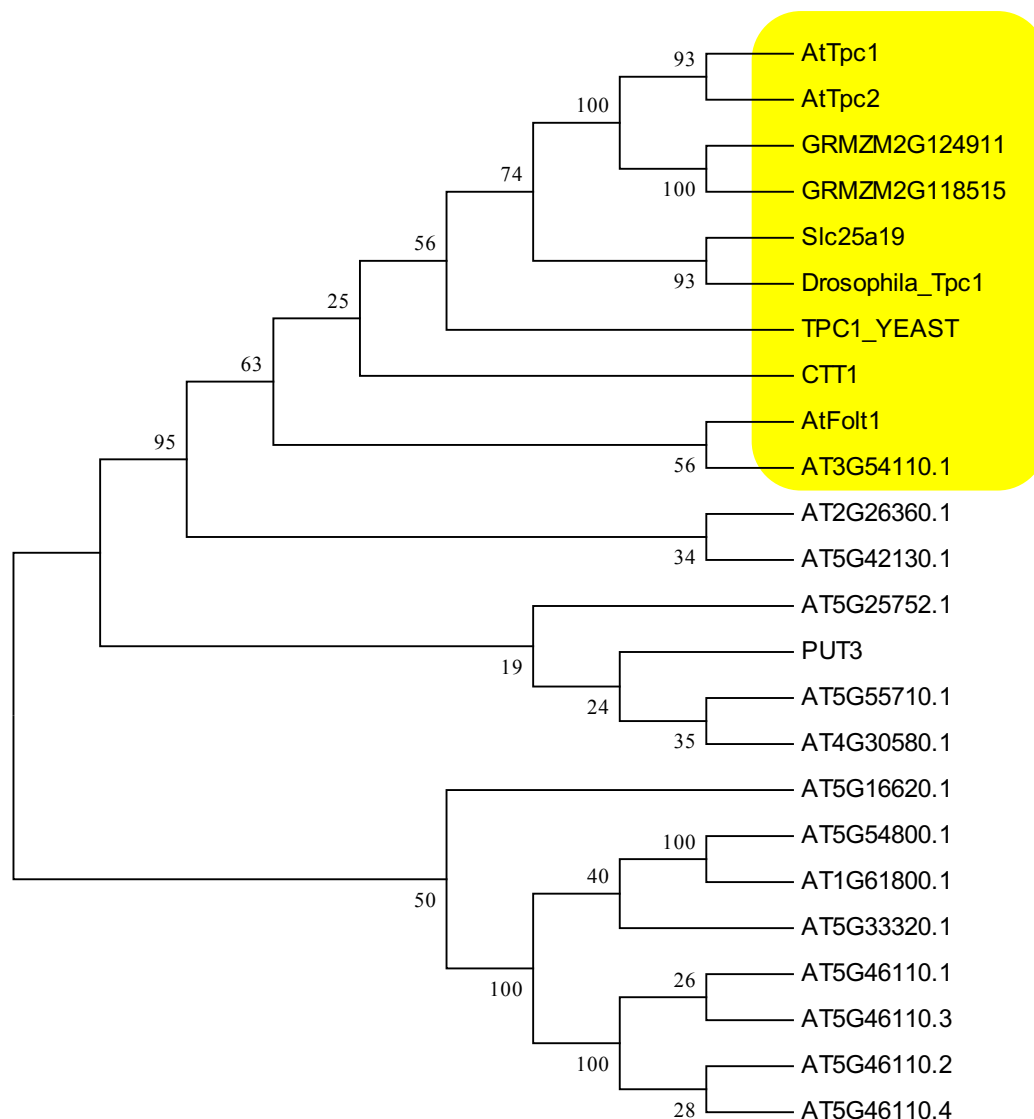 AtTpc1
93
AtTpc2
100
GRMZM2G124911
74
100
GRMZM2G118515
Slc25a19
56
93
Drosophila_Tpc1
25
TPC1_YEAST
63
CTT1
AtFolt1
95
56
AT3G54110.1
AT2G26360.1
34
AT5G42130.1
AT5G25752.1
19
PUT3
24
AT5G55710.1
35
AT4G30580.1
AT5G16620.1
100
AT5G54800.1
40
AT1G61800.1
50
AT5G33320.1
26
AT5G46110.1
100
AT5G46110.3
100
AT5G46110.2
28
AT5G46110.4